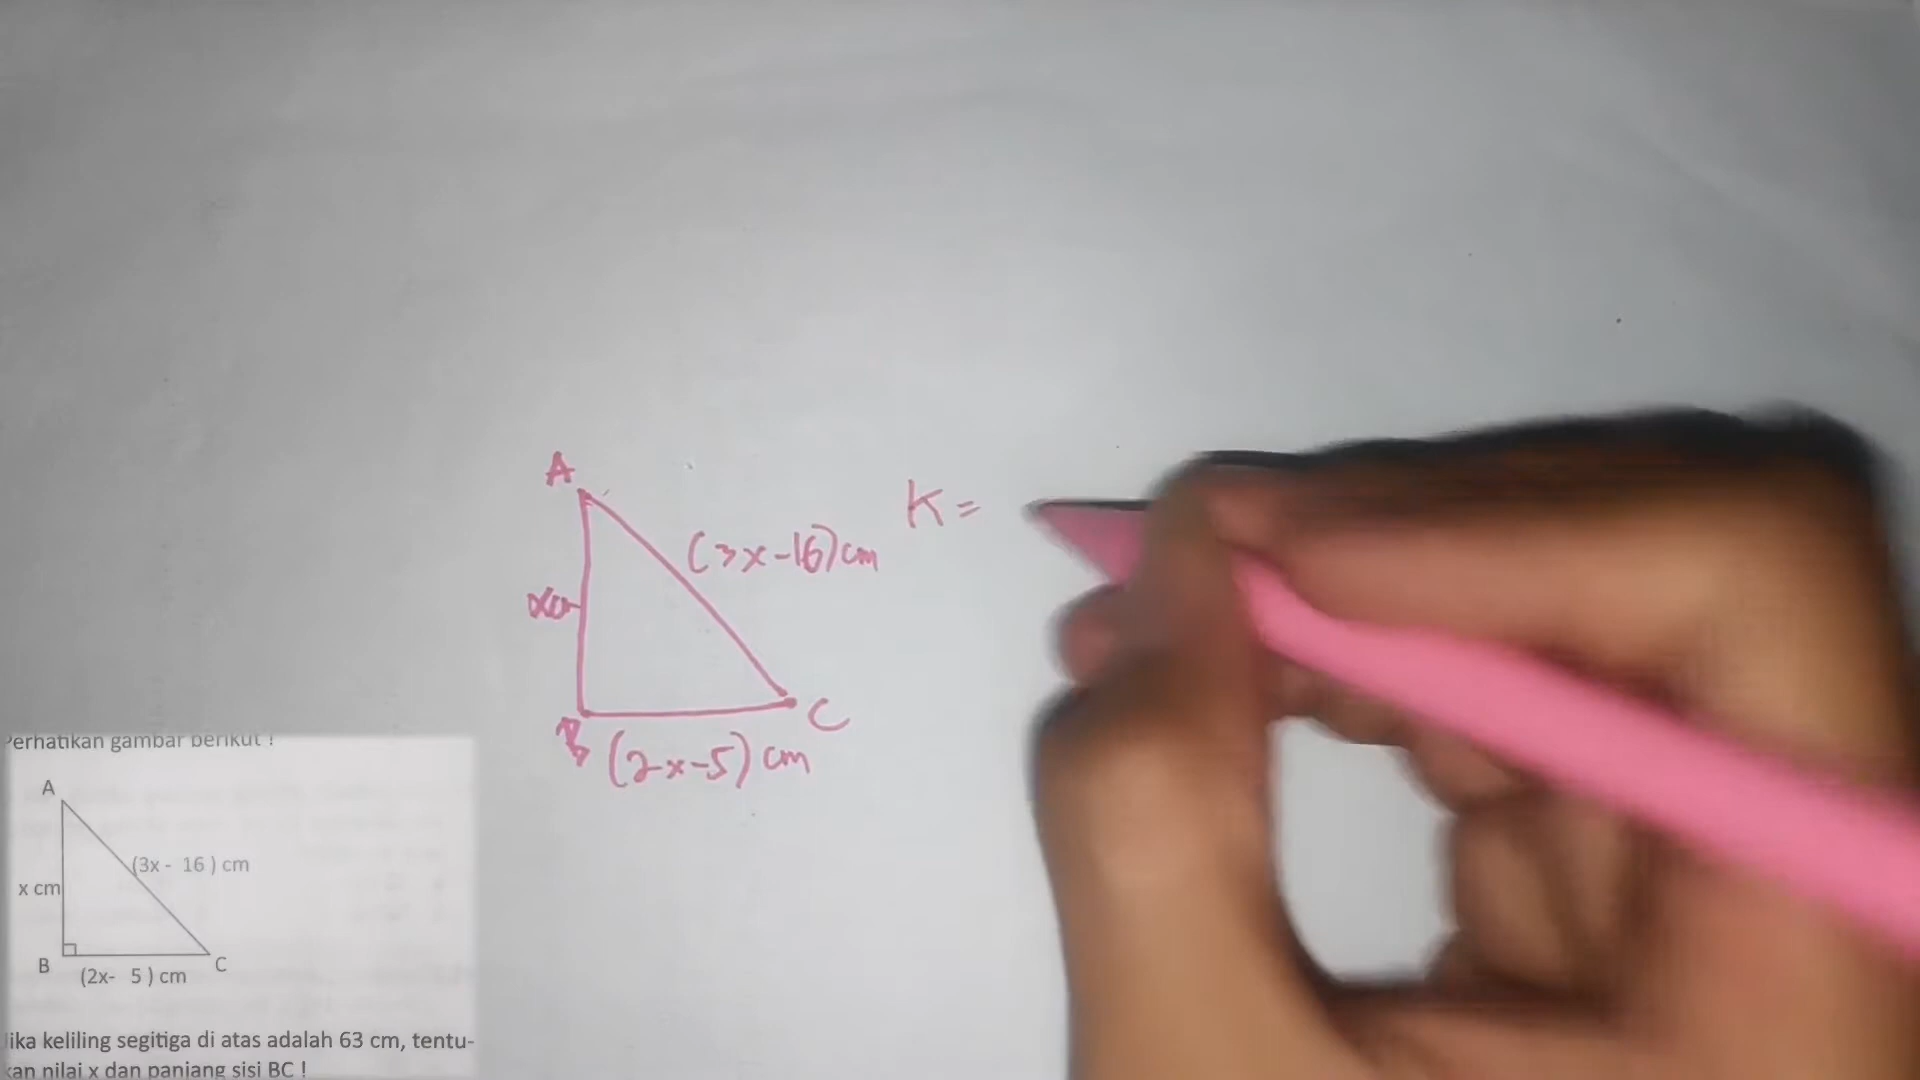 A
K =
(3x-16) cm
x cm
B
C
(2x-5) cm
Perhatikan gambar berikut !
A
(3x - 16 ) cm
x cm
B
C
(2x- 5 ) cm
Jika keliling segitiga di atas adalah 63 cm, tentu-
kan nilai x dan panjang sisi BC !